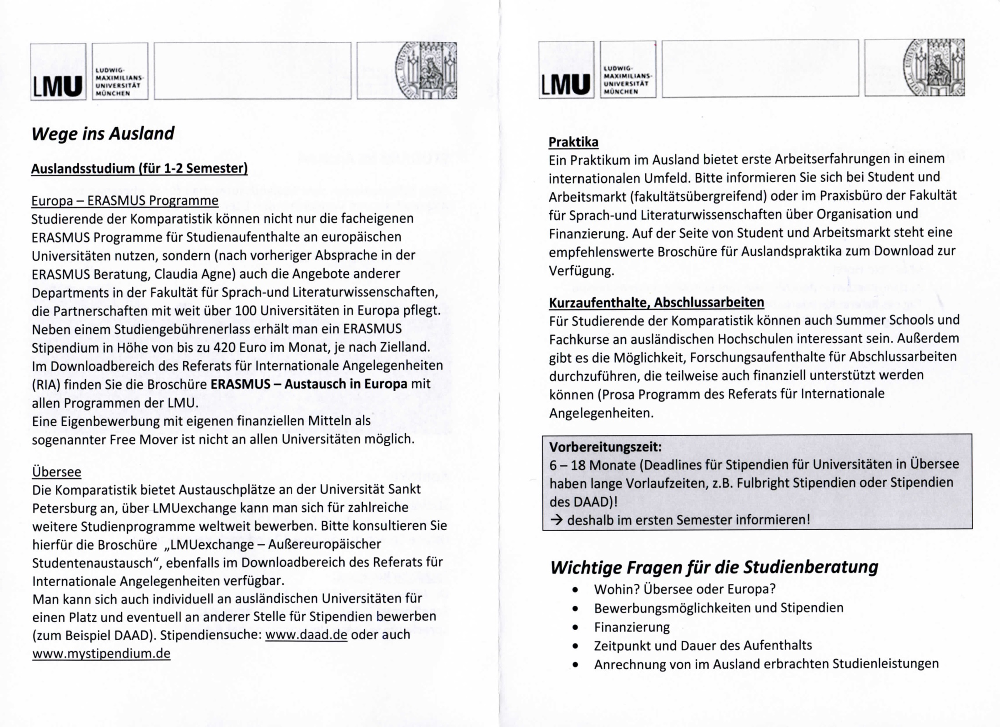 LMU
LUDWIG-
MAXIMILIANS-
UNIVERSITÄT
MÜNCHEN
Wege ins Ausland
Auslandsstudium (für 1-2 Semester)
Europa – ERASMUS Programme
Studierende der Komparatistik können nicht nur die facheigenen
ERASMUS Programme für Studienaufenthalte an europäischen
Universitäten nutzen, sondern (nach vorheriger Absprache in der
ERASMUS Beratung, Claudia Agne) auch die Angebote anderer
Departments in der Fakultät für Sprach-und Literaturwissenschaften,
die Partnerschaften mit weit über 100 Universitäten in Europa pflegt.
Neben einem Studiengebührenerlass erhält man ein ERASMUS
Stipendium in Höhe von bis zu 420 Euro im Monat, je nach Zielland.
Im Downloadbereich des Referats für Internationale Angelegenheiten
(RIA) finden Sie die Broschüre ERASMUS – Austausch in Europa mit
allen Programmen der LMU.
Eine Eigenbewerbung mit eigenen finanziellen Mitteln als
sogenannter Free Mover ist nicht an allen Universitäten möglich.
Übersee
Die Komparatistik bietet Austauschplätze an der Universität Sankt
Petersburg an, über LMUexchange kann man sich für zahlreiche
weitere Studienprogramme weltweit bewerben. Bitte konsultieren Sie
hierfür die Broschüre „LMUexchange – Außereuropäischer
Studentenaustausch“, ebenfalls im Downloadbereich des Referats für
Internationale Angelegenheiten verfügbar.
Man kann sich auch individuell an ausländischen Universitäten für
einen Platz und eventuell an anderer Stelle für Stipendien bewerben
(zum Beispiel DAAD). Stipendiensuche: www.daad.de oder auch
www.mystipendium.de
LMU
LUDWIG-
MAXIMILIANS-
UNIVERSITÄT
MÜNCHEN
Praktika
Ein Praktikum im Ausland bietet erste Arbeitserfahrungen in einem
internationalen Umfeld. Bitte informieren Sie sich bei Student und
Arbeitsmarkt (fakultätsübergreifend) oder im Praxisbüro der Fakultät
für Sprach-und Literaturwissenschaften über Organisation und
Finanzierung. Auf der Seite von Student und Arbeitsmarkt steht eine
empfehlenswerte Broschüre für Auslandspraktika zum Download zur
Verfügung.
Kurzaufenthalte, Abschlussarbeiten
Für Studierende der Komparatistik können auch Summer Schools und
Fachkurse an ausländischen Hochschulen interessant sein. Außerdem
gibt es die Möglichkeit, Forschungsaufenthalte für Abschlussarbeiten
durchzuführen, die teilweise auch finanziell unterstützt werden
können (Prosa Programm des Referats für Internationale
Angelegenheiten.
Vorbereitungszeit:
6 – 18 Monate (Deadlines für Stipendien für Universitäten in Übersee
haben lange Vorlaufzeiten, z.B. Fulbright Stipendien oder Stipendien
des DAAD)!
→ deshalb im ersten Semester informieren!
Wichtige Fragen für die Studienberatung
• Wohin? Übersee oder Europa?
• Bewerbungsmöglichkeiten und Stipendien
• Finanzierung
• Zeitpunkt und Dauer des Aufenthalts
• Anrechnung von im Ausland erbrachten Studienleistungen